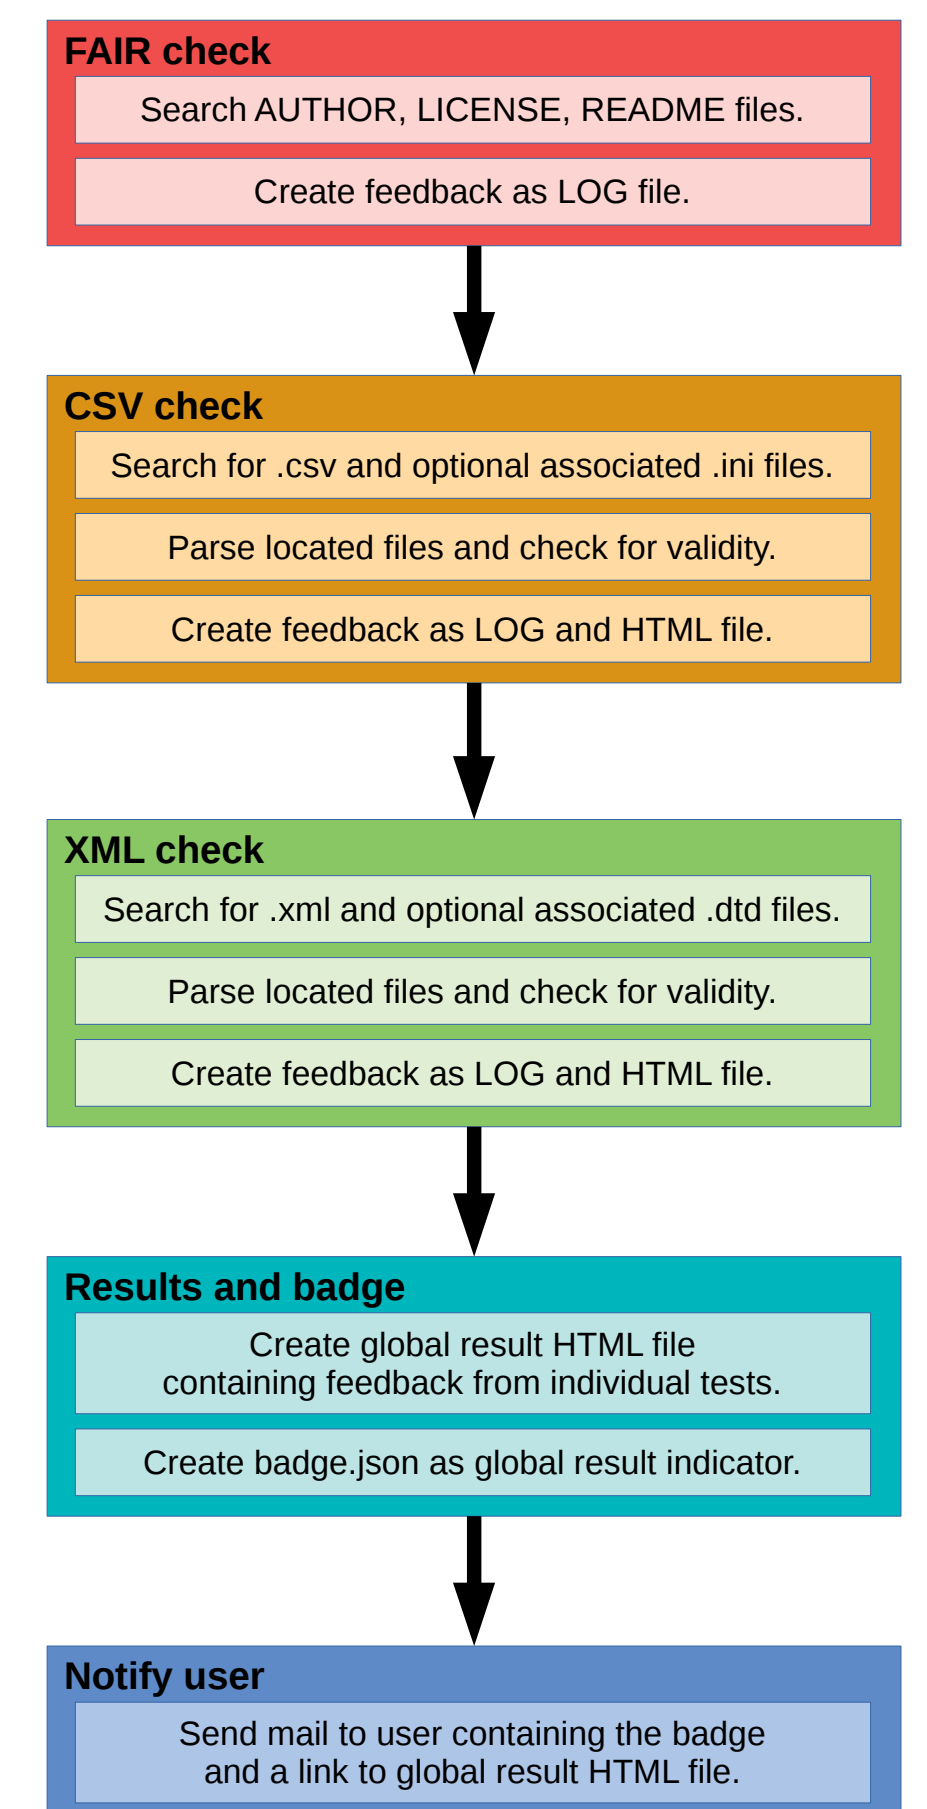 FAIR check
Search AUTHOR, LICENSE, README files.
Create feedback as LOG file.
CSV check
Search for .csv and optional associated .ini files.
Parse located files and check for validity.
Create feedback as LOG and HTML file.
XML check
Search for .xml and optional associated .dtd files.
Parse located files and check for validity.
Create feedback as LOG and HTML file.
Results and badge
Create global result HTML file
containing feedback from individual tests.
Create badge.json as global result indicator.
Notify user
Send mail to user containing the badge
and a link to global result HTML file.